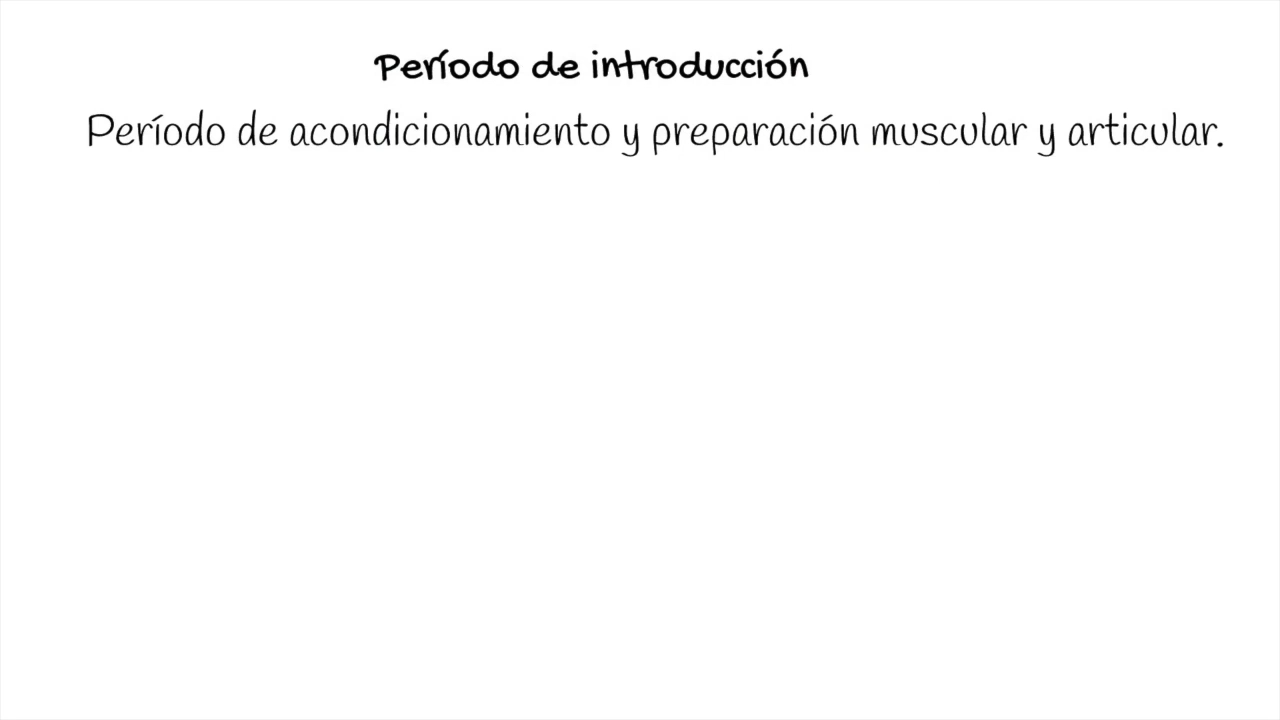 Período de introducción
Período de acondicionamiento y preparación muscular y articular.